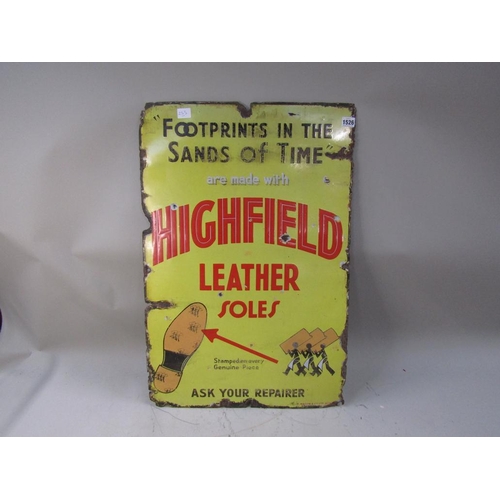 1520
"FOOTPRINTS IN THE
SANDS OF TIME"
are made with
HIGHFIELD
LEATHER
SOLES
Stamped on every
Genuine Piece
ASK YOUR REPAIRER